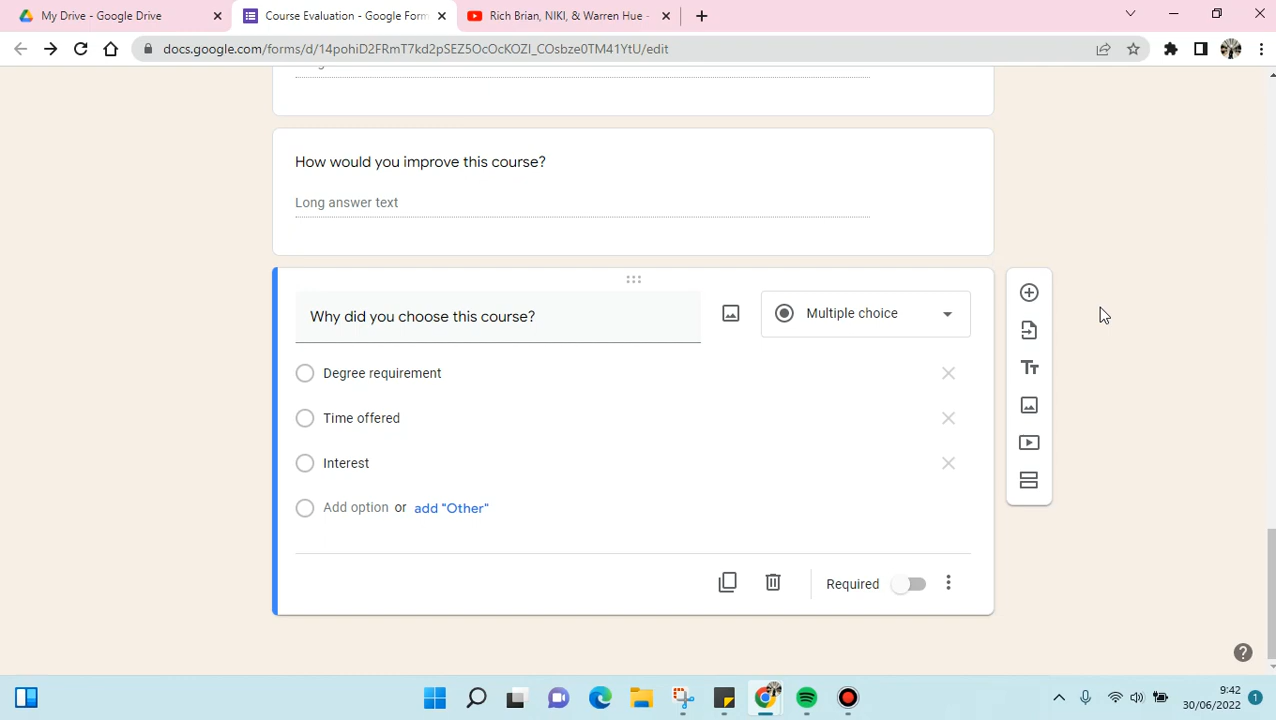 My Drive - Google Drive
Course Evaluation - Google Form
Rich Brian, NIKI, & Warren Hue -
docs.google.com/forms/d/14pohiD2FRmT7kd2pSEZ5OcOcKOZI_COsbze0TM41YtU/edit
How would you improve this course?
Long answer text
Why did you choose this course?
Multiple choice
Degree requirement
Time offered
Interest
Add option or add "Other"
Required
9:42
30/06/2022
1